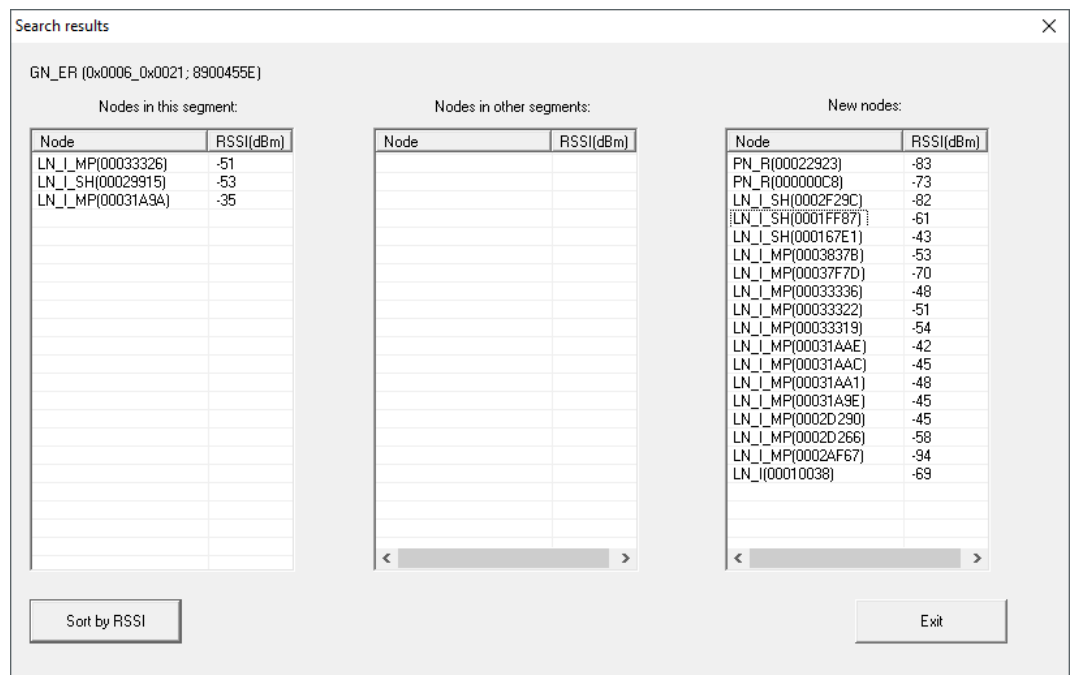 Search results
GN_ER (0x0006_0x0021; 8900455E)
Nodes in this segment:
Node RSSI(dBm)
LN_I_MP(00033326) -51
LN_I_SH(00029915) -53
LN_I_MP(00031A9A) -35
Nodes in other segments:
Node RSSI(dBm)
New nodes:
Node RSSI(dBm)
PN_R(00022923) -83
PN_R(000000C8) -73
LN_I_SH(0002F29C) -82
LN_I_SH(0001FF87) -61
LN_I_SH(000167E1) -43
LN_I_MP(0003837B) -53
LN_I_MP(00037F7D) -70
LN_I_MP(00033336) -48
LN_I_MP(00033322) -51
LN_I_MP(00033319) -54
LN_I_MP(00031AAE) -42
LN_I_MP(00031AAC) -45
LN_I_MP(00031AA1) -48
LN_I_MP(00031A9E) -45
LN_I_MP(0002D290) -45
LN_I_MP(0002D266) -58
LN_I_MP(0002AF67) -94
LN_I(00010038) -69
Sort by RSSI
Exit